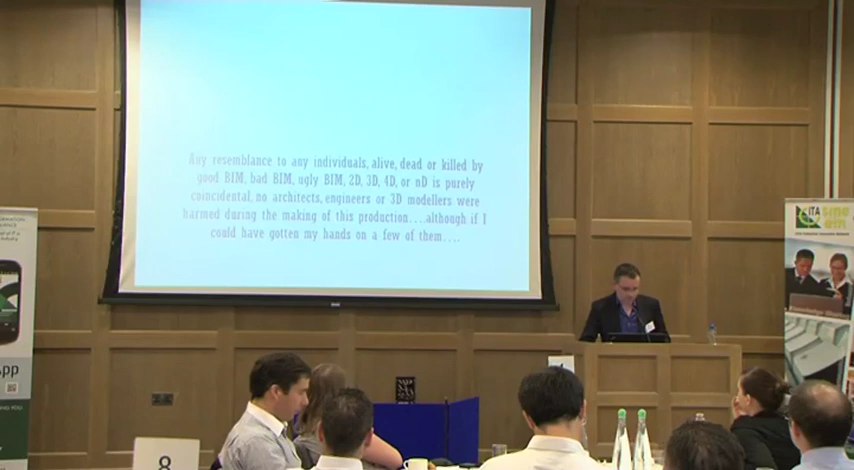 Any resemblance to any individuals, alive, dead or killed by
good BIM, bad BIM, ugly BIM, 2D, 3D, 4D, or nD is purely
coincidental, no architects, engineers or 3D modellers were
harmed during the making of this production....although if I
could have gotten my hands on a few of them....
CITA
8